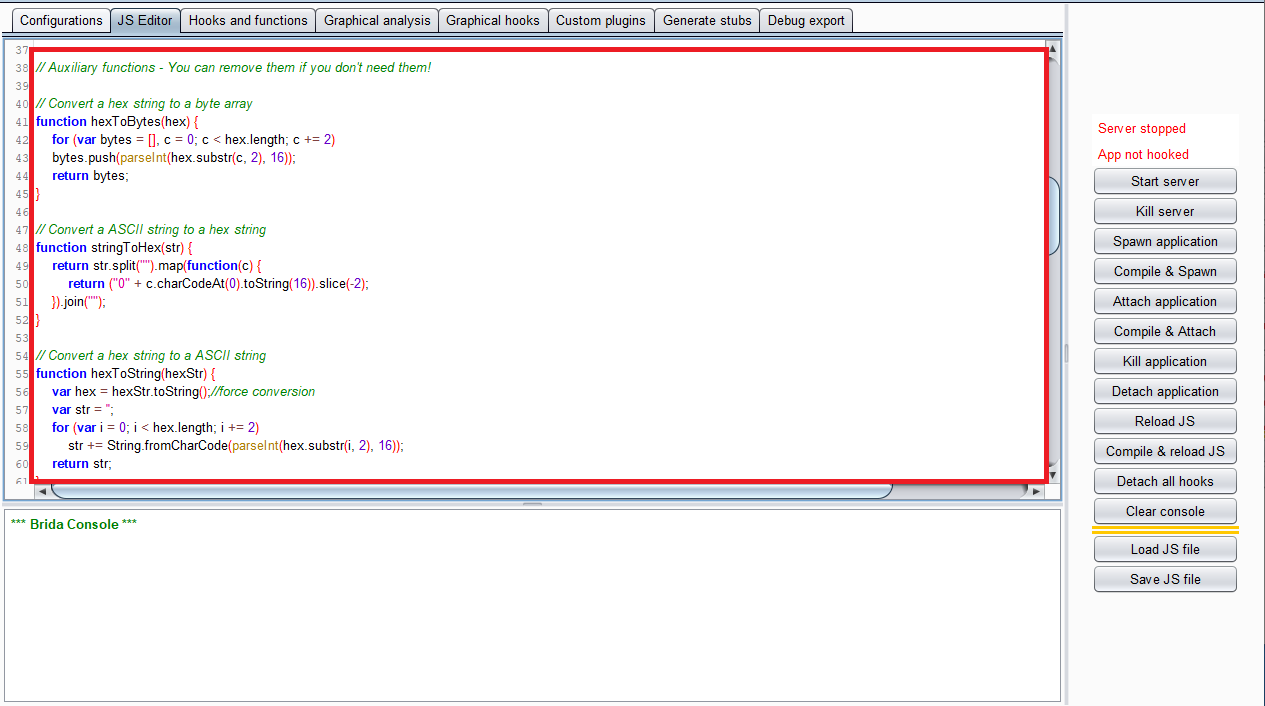 Configurations JS Editor Hooks and functions Graphical analysis Graphical hooks Custom plugins Generate stubs Debug export
37
38 // Auxiliary functions - You can remove them if you don't need them!
39
40 // Convert a hex string to a byte array
41 function hexToBytes(hex) {
42 for (var bytes = [], c = 0; c < hex.length; c += 2)
43 bytes.push(parseInt(hex.substr(c, 2), 16));
44 return bytes;
45 }
46
47 // Convert a ASCII string to a hex string
48 function stringToHex(str) {
49 return str.split("").map(function(c) {
50 return ("0" + c.charCodeAt(0).toString(16)).slice(-2);
51 }).join("");
52 }
53
54 // Convert a hex string to a ASCII string
55 function hexToString(hexStr) {
56 var hex = hexStr.toString();//force conversion
57 var str = '';
58 for (var i = 0; i < hex.length; i += 2)
59 str += String.fromCharCode(parseInt(hex.substr(i, 2), 16));
60 return str;
61 }
*** Brida Console ***
Server stopped
App not hooked
Start server
Kill server
Spawn application
Compile & Spawn
Attach application
Compile & Attach
Kill application
Detach application
Reload JS
Compile & reload JS
Detach all hooks
Clear console
Load JS file
Save JS file